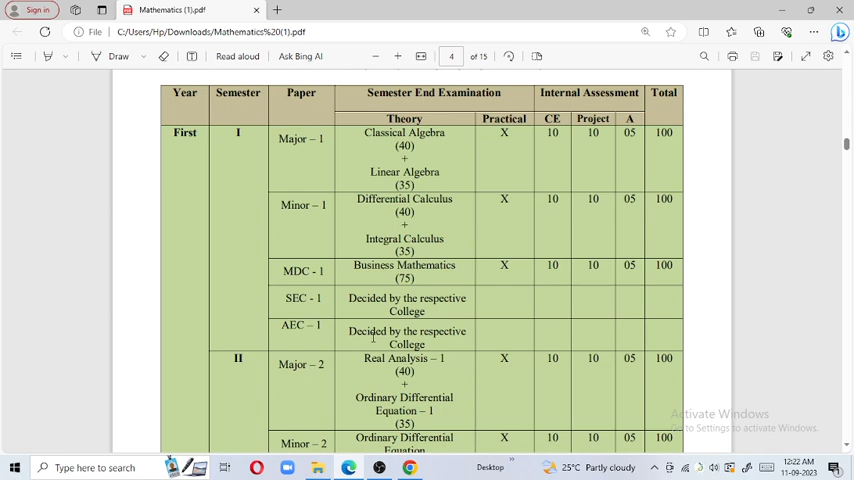 Sign in
Mathematics (1).pdf
File
C:/Users/Hp/Downloads/Mathematics%20(1).pdf
Draw
Read aloud
Ask Bing AI
4
of 15
Year Semester Paper Semester End Examination Internal Assessment Total
Theory Practical CE Project A
First I Major – 1 Classical Algebra X 10 10 05 100
(40)
+
Linear Algebra
(35)
Minor – 1 Differential Calculus X 10 10 05 100
(40)
+
Integral Calculus
(35)
MDC - 1 Business Mathematics X 10 10 05 100
(75)
SEC - 1 Decided by the respective
College
AEC – 1 Decided by the respective
College
II Major – 2 Real Analysis – 1 X 10 10 05 100
(40)
+
Ordinary Differential
Equation – 1
(35)
Minor – 2 Ordinary Differential X 10 10 05 100
Equation
Activate Windows
Go to Settings to activate Windows.
Type here to search
Desktop
25°C Partly cloudy
12:22 AM
11-09-2023